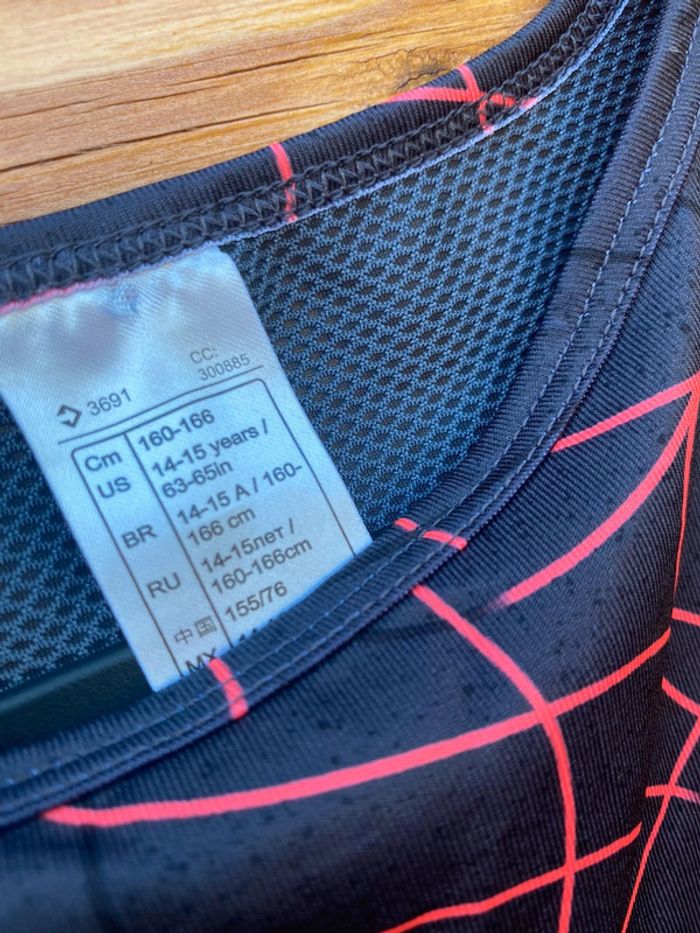 3691
CC:
300885
Cm 160-166
US 14-15 years /
63-65in
BR 14-15 A / 160-
166 cm
RU 14-15лет /
160-166cm
中国 155/76
MX